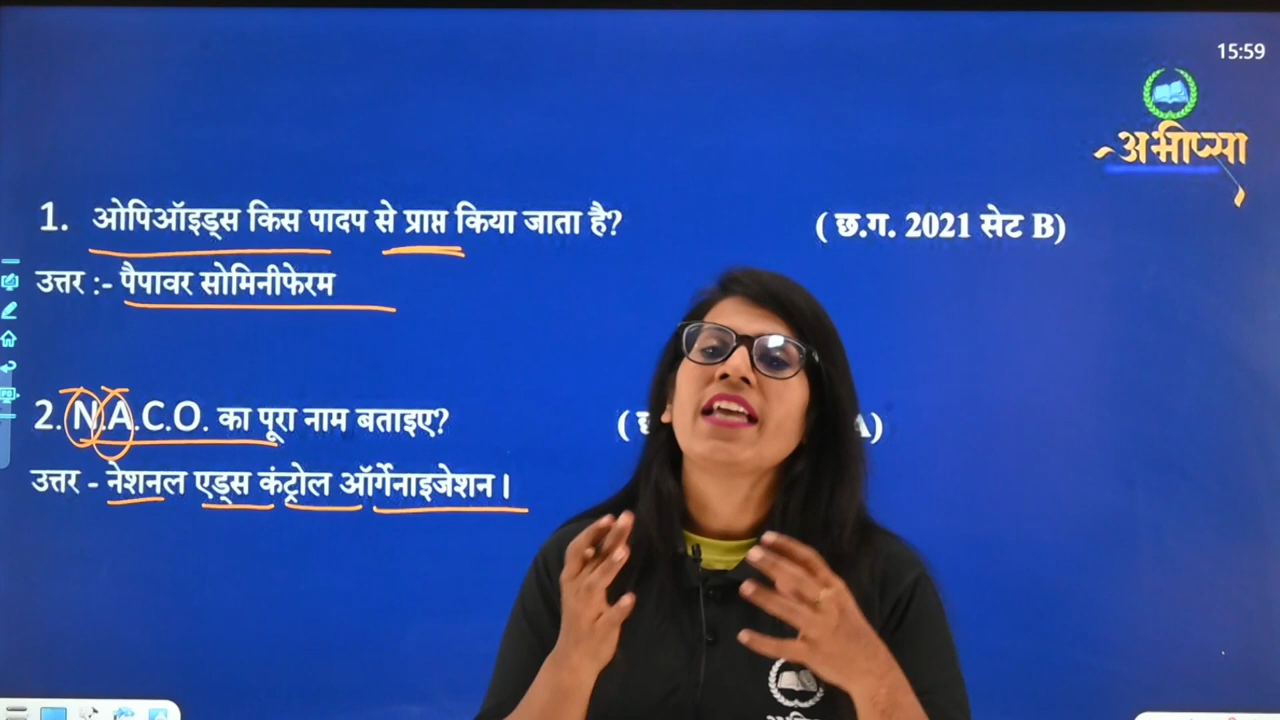 15:59
अभीप्सा
1. ओपिऑइड्स किस पादप से प्राप्त किया जाता है? ( छ.ग. 2021 सेट B)
उत्तर :- पैपावर सोमिनीफेरम
2. N.A.C.O. का पूरा नाम बताइए? ( A)
उत्तर - नेशनल एड्स कंट्रोल ऑर्गेनाइजेशन।